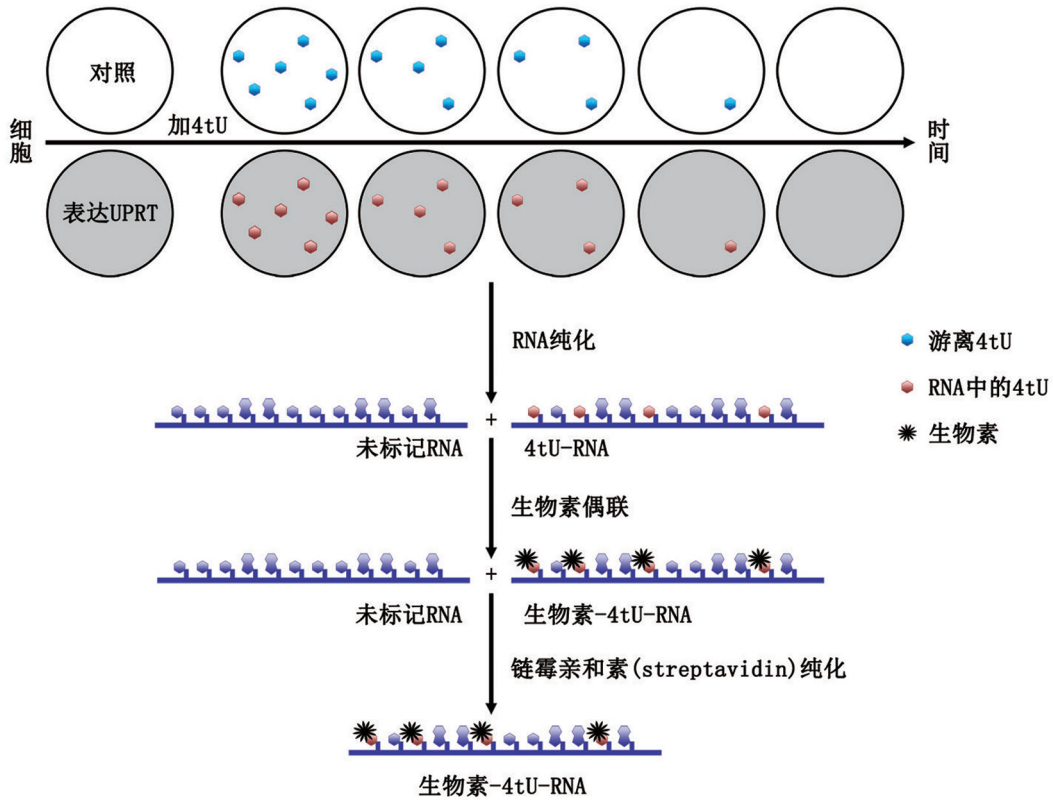 对照
加4tU
细胞
时间
表达UPRT
RNA纯化
游离4tU
RNA中的4tU
生物素
+
未标记RNA
4tU-RNA
生物素偶联
+
未标记RNA
生物素-4tU-RNA
链霉亲和素(streptavidin)纯化
生物素-4tU-RNA